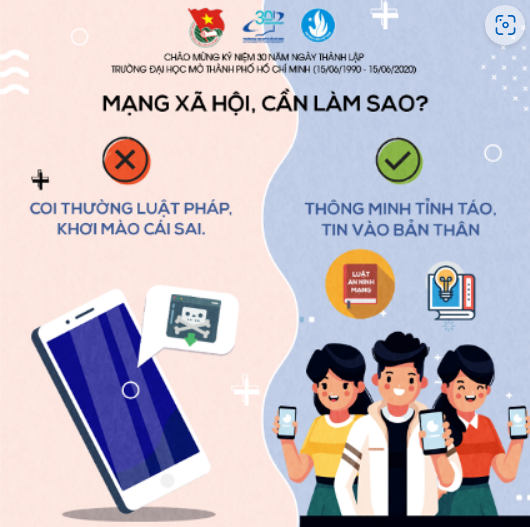 CHÀO MỪNG KỶ NIỆM 30 NĂM NGÀY THÀNH LẬP
TRƯỜNG ĐẠI HỌC MỞ THÀNH PHỐ HỒ CHÍ MINH (15/06/1990 - 15/06/2020)
MẠNG XÃ HỘI, CẦN LÀM SAO?
COI THƯỜNG LUẬT PHÁP,
KHƠI MÀO CÁI SAI.
THÔNG MINH TỈNH TÁO,
TIN VÀO BẢN THÂN
LUẬT
AN NINH
MẠNG